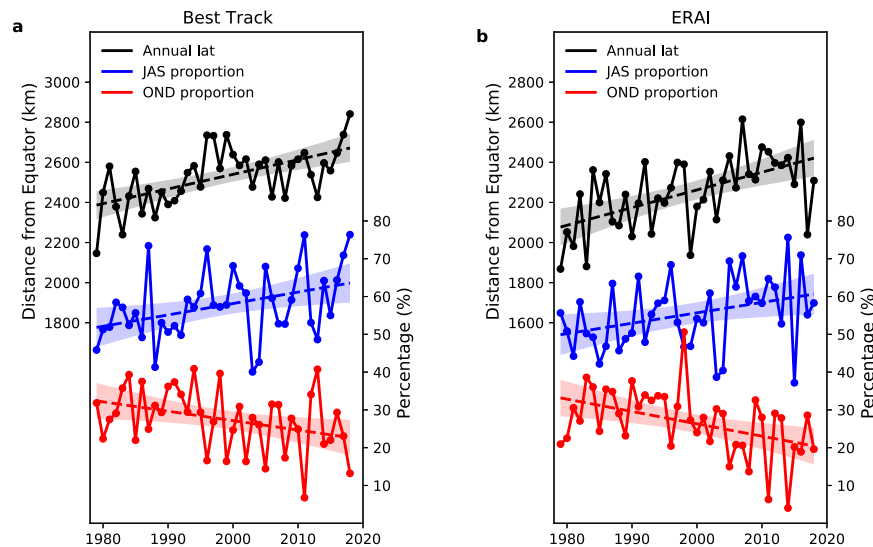 a
Best Track
Annual lat
JAS proportion
OND proportion
Distance from Equator (km)
3000
2800
2600
2400
2200
2000
1800
Percentage (%)
80
70
60
50
40
30
20
10
1980
1990
2000
2010
2020
b
ERAI
Annual lat
JAS proportion
OND proportion
Distance from Equator (km)
2800
2600
2400
2200
2000
1800
1600
Percentage (%)
80
70
60
50
40
30
20
10
1980
1990
2000
2010
2020